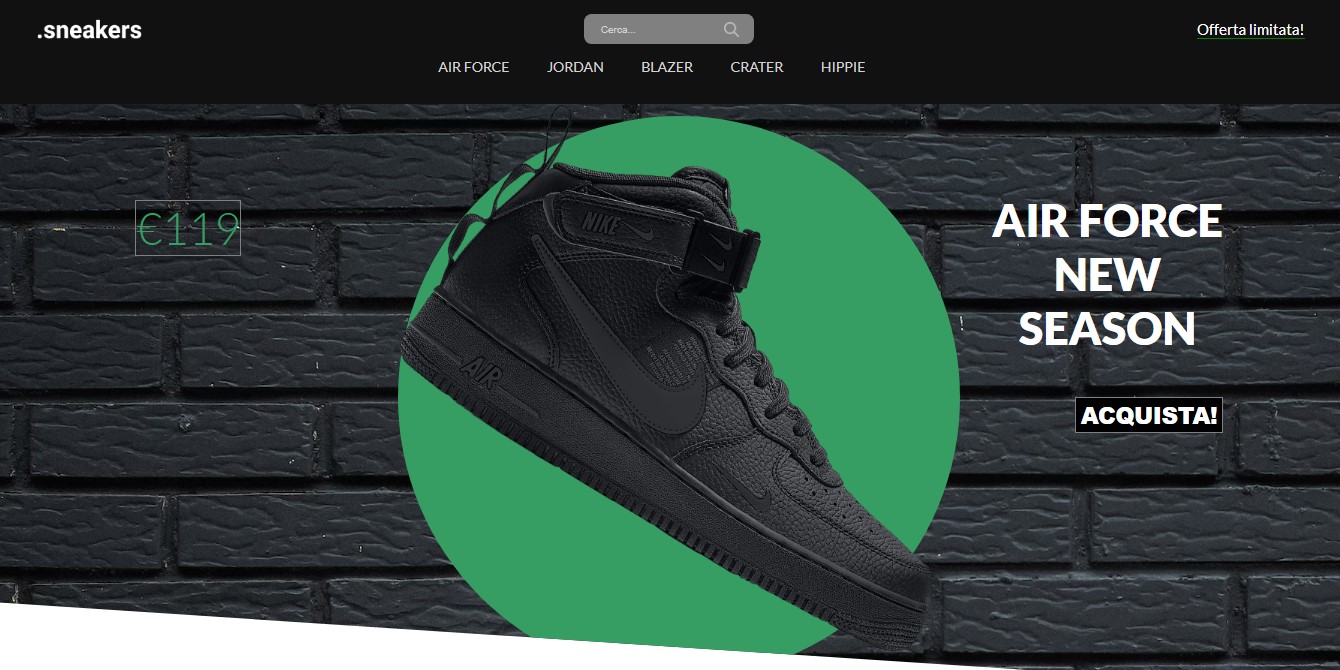 .sneakers
Cerca...
Offerta limitata!
AIR FORCE
JORDAN
BLAZER
CRATER
HIPPIE
€119
NIKE
AIR
AIR FORCE
NEW
SEASON
ACQUISTA!